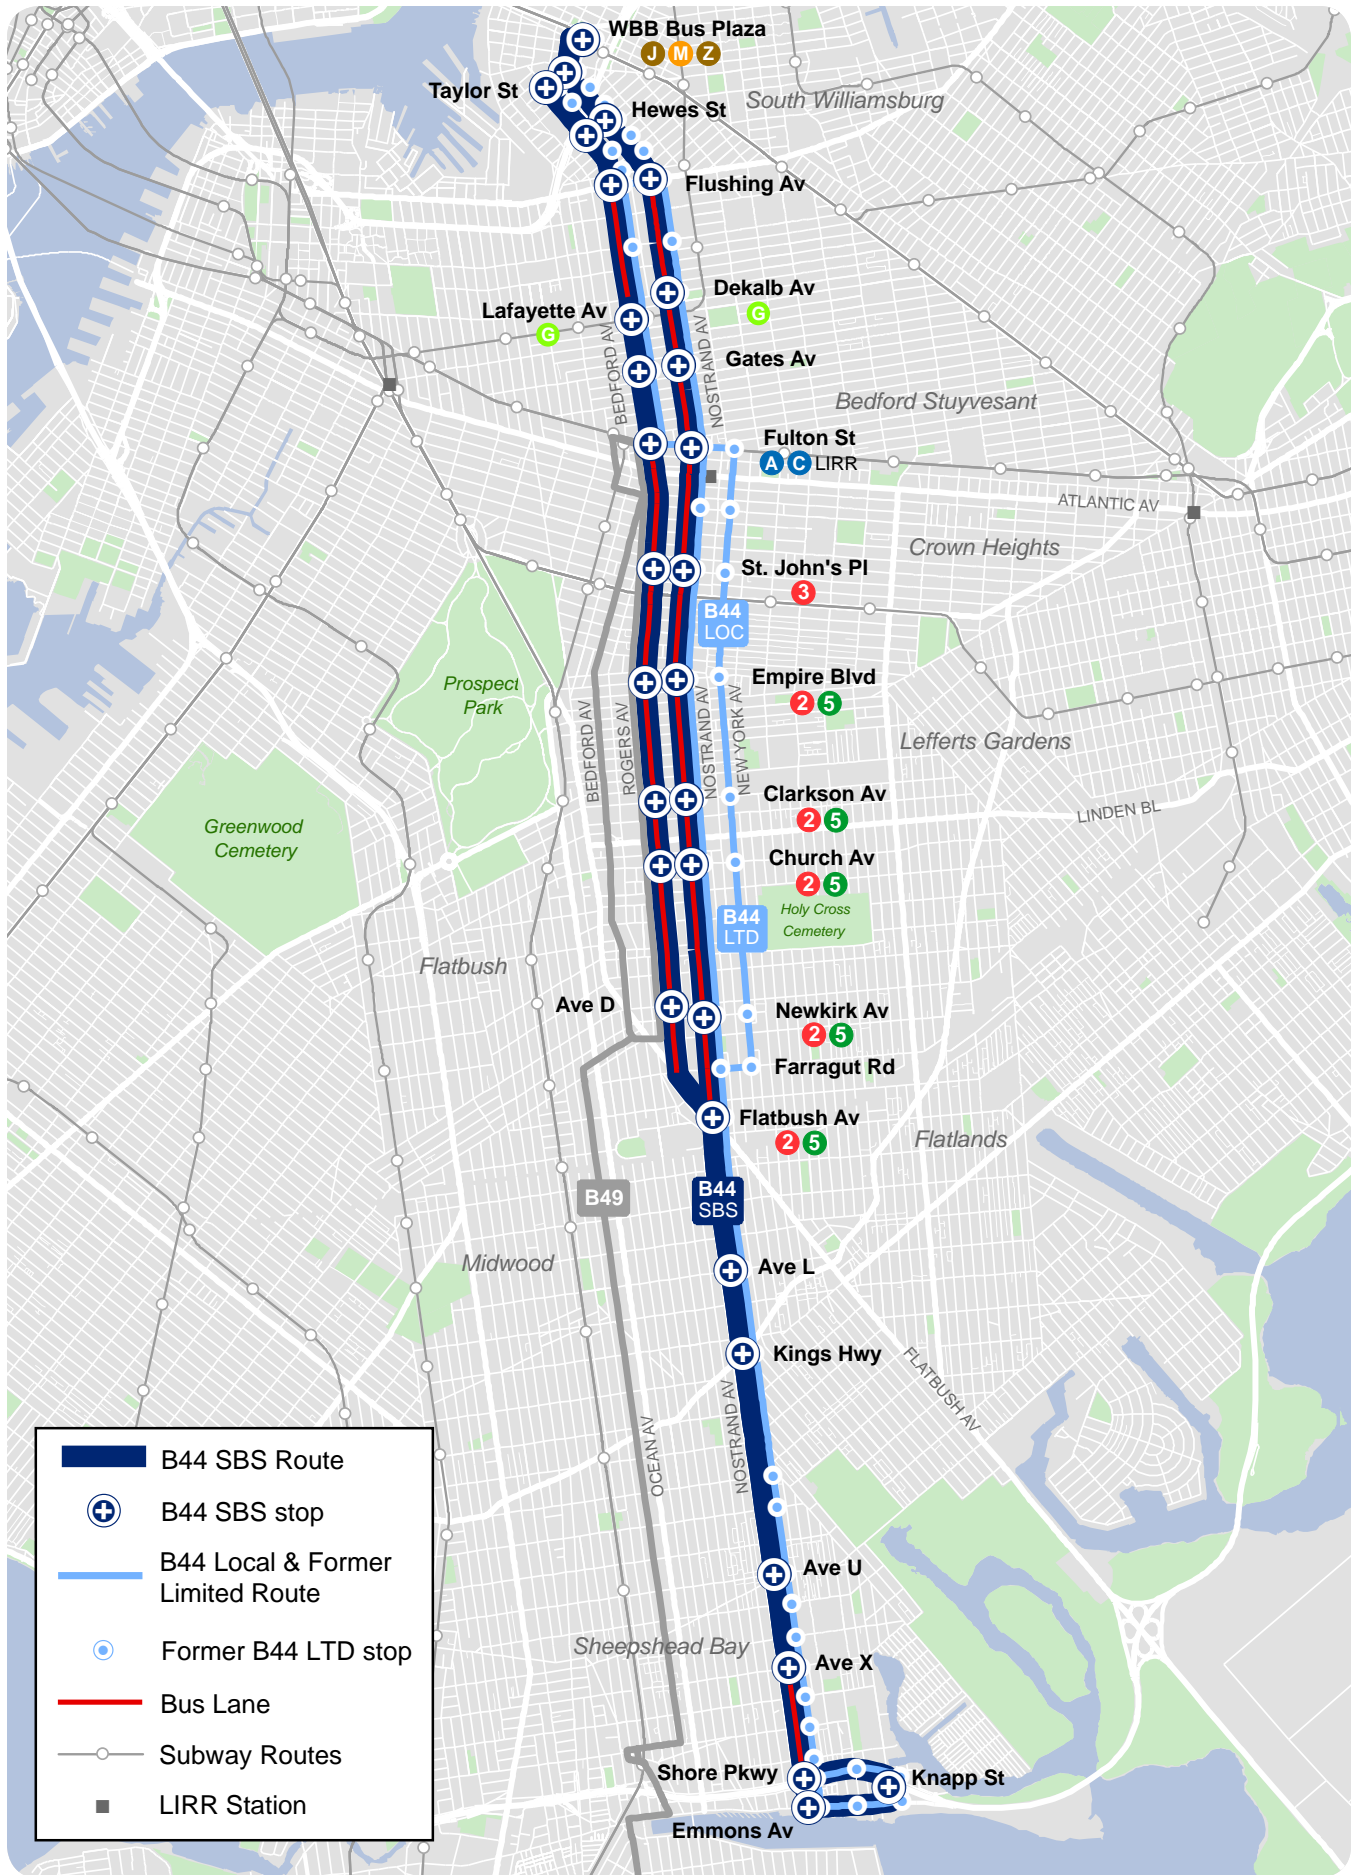 WBB Bus Plaza
J M Z
Taylor St
South Williamsburg
Hewes St
Flushing Av
Dekalb Av
G
Lafayette Av
G
BEDFORD AV
NOSTRAND AV
Gates Av
Bedford Stuyvesant
Fulton St
A C LIRR
ATLANTIC AV
Crown Heights
St. John's Pl
3
B44
LOC
Empire Blvd
2 5
Prospect
Park
BEDFORD AV
ROGERS AV
NOSTRAND AV
NEW YORK AV
Lefferts Gardens
Clarkson Av
2 5
LINDEN BL
Greenwood
Cemetery
Church Av
2 5
Holy Cross
Cemetery
B44
LTD
Flatbush
Ave D
Newkirk Av
2 5
Farragut Rd
Flatbush Av
2 5
Flatlands
B49
B44
SBS
Midwood
Ave L
Kings Hwy
FLATBUSH AV
OCEAN AV
NOSTRAND AV
B44 SBS Route
B44 SBS stop
B44 Local & Former
Limited Route
Former B44 LTD stop
Bus Lane
Subway Routes
LIRR Station
Ave U
Sheepshead Bay
Ave X
Shore Pkwy
Knapp St
Emmons Av